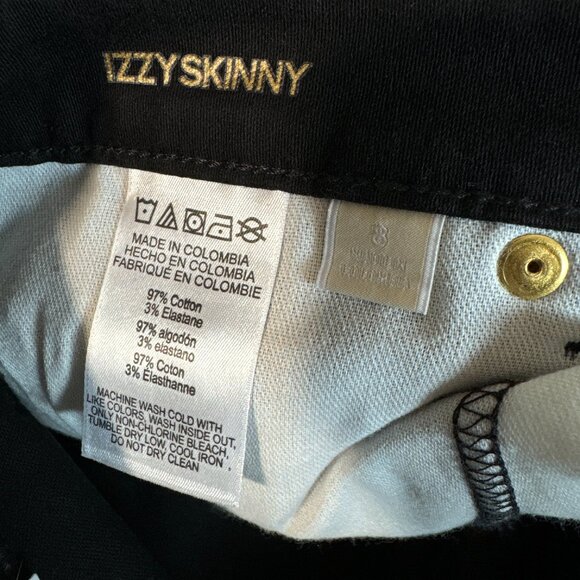 IZZY SKINNY
MADE IN COLOMBIA
HECHO EN COLOMBIA
FABRIQUÉ EN COLOMBIE
97% Cotton
3% Elastane
97% algodón
3% elastano
97% Coton
3% Elasthanne
MACHINE WASH COLD WITH
LIKE COLORS, WASH INSIDE OUT,
ONLY NON-CHLORINE BLEACH,
TUMBLE DRY LOW, COOL IRON,
DO NOT DRY CLEAN